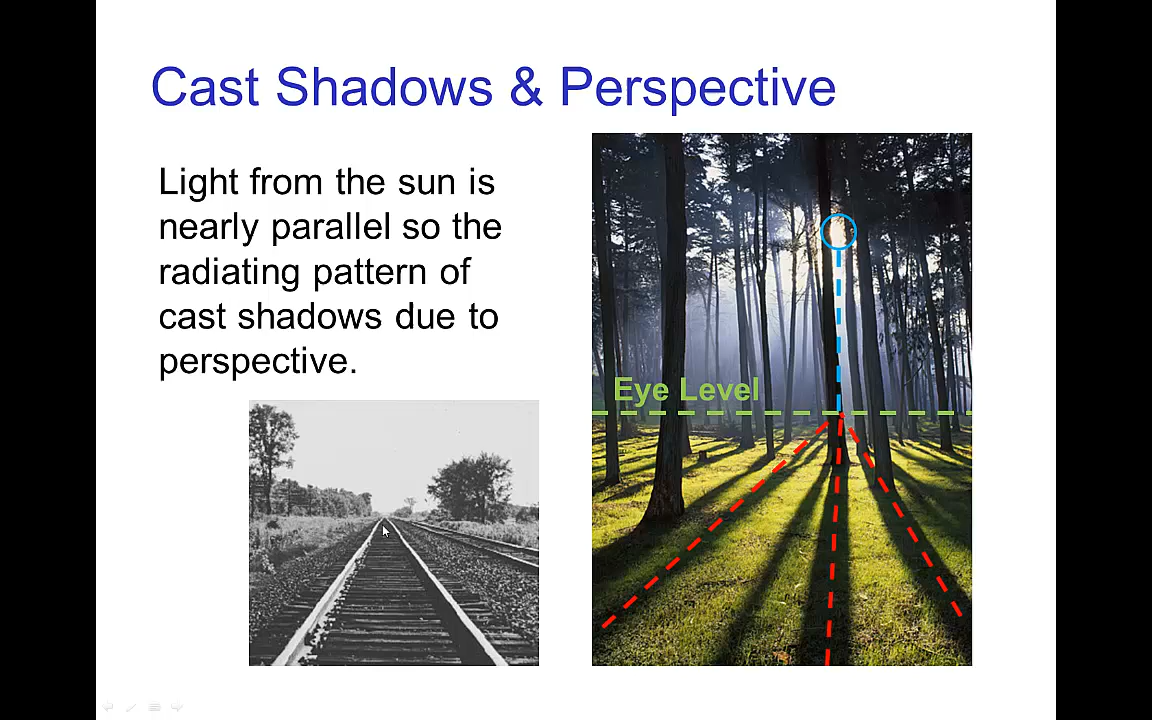 Cast Shadows & Perspective
Light from the sun is
nearly parallel so the
radiating pattern of
cast shadows due to
perspective.
Eye Level